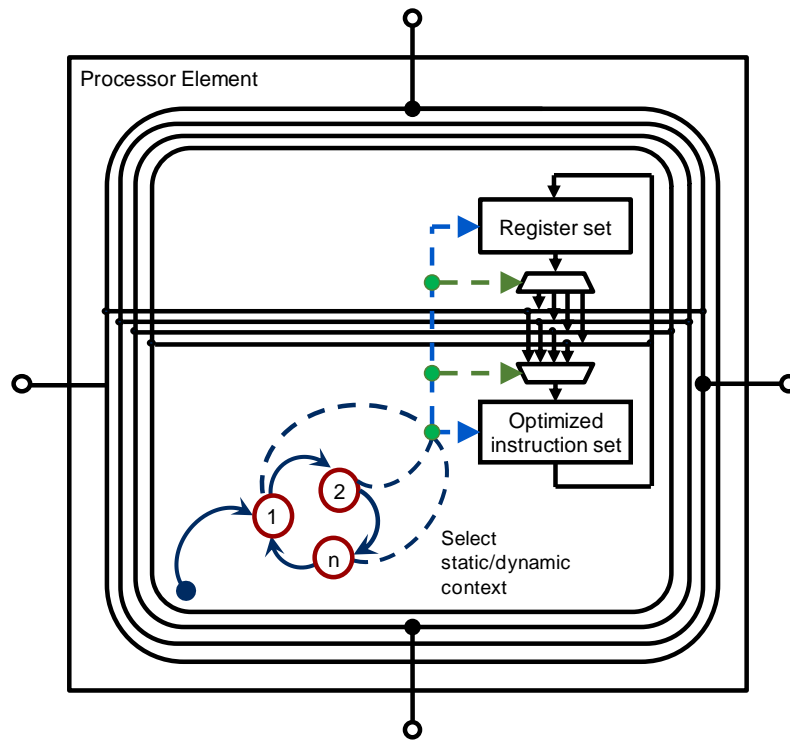 Processor Element
Register set
Optimized
instruction set
1
2
n
Select
static/dynamic
context